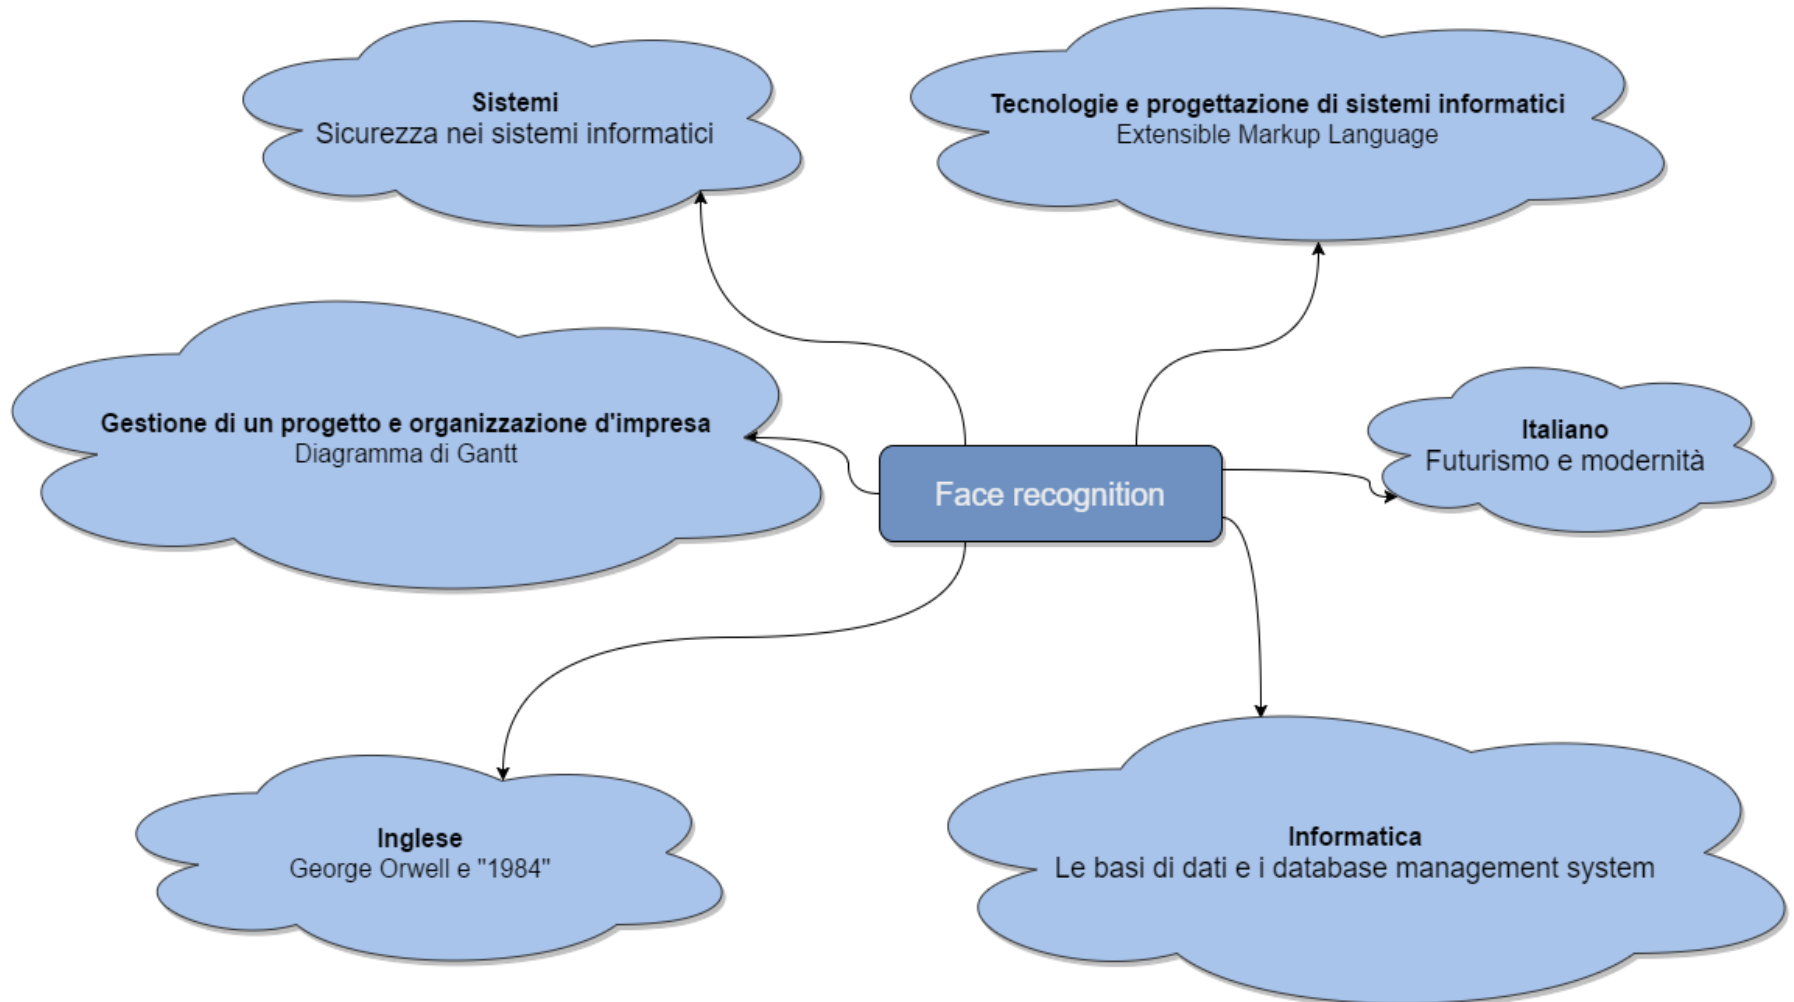 Sistemi
Sicurezza nei sistemi informatici
Tecnologie e progettazione di sistemi informatici
Extensible Markup Language
Gestione di un progetto e organizzazione d'impresa
Diagramma di Gantt
Face recognition
Italiano
Futurismo e modernità
Inglese
George Orwell e "1984"
Informatica
Le basi di dati e i database management system